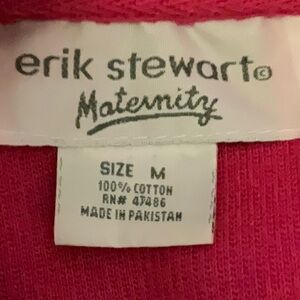 erik stewart©
Maternity
SIZE M
100% COTTON
RN# 47486
MADE IN PAKISTAN